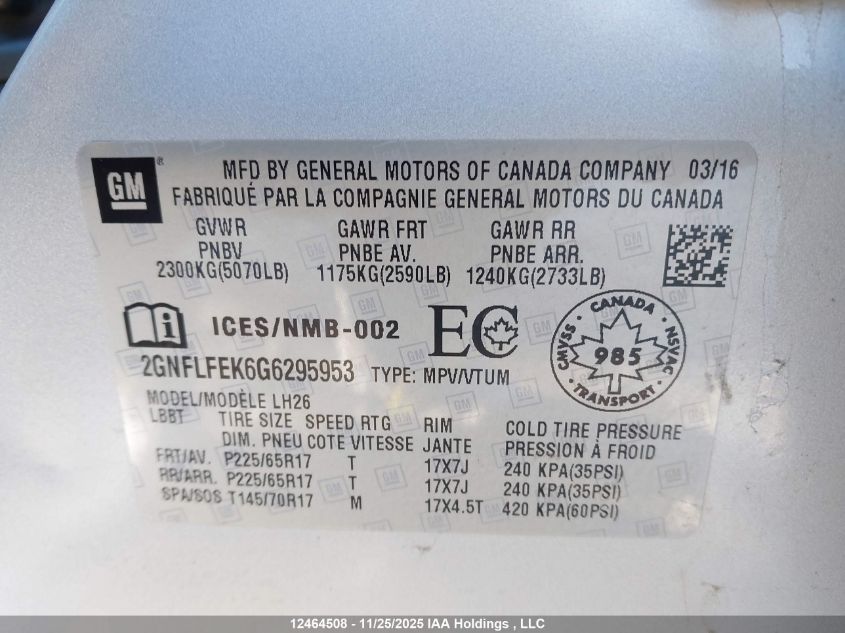 GM ® MFD BY GENERAL MOTORS OF CANADA COMPANY 03/16
FABRIQUÉ PAR LA COMPAGNIE GENERAL MOTORS DU CANADA
GVWR GAWR FRT GAWR RR
PNBV PNBE AV. PNBE ARR.
2300KG(5070LB) 1175KG(2590LB) 1240KG(2733LB)
ICES/NMB-002 EC
CANADA
CMVSS 985 NSVAC
TRANSPORT
2GNFLFEK6G6295953 TYPE: MPV/VTUM
MODEL/MODÈLE LH26
LBBT TIRE SIZE SPEED RTG RIM COLD TIRE PRESSURE
DIM. PNEU COTE VITESSE JANTE PRESSION À FROID
FRT/AV. P225/65R17 T 17X7J 240 KPA(35PSI)
RR/ARR. P225/65R17 T 17X7J 240 KPA(35PSI)
SPA/SOS T145/70R17 M 17X4.5T 420 KPA(60PSI)
12464508 - 11/25/2025 IAA Holdings , LLC